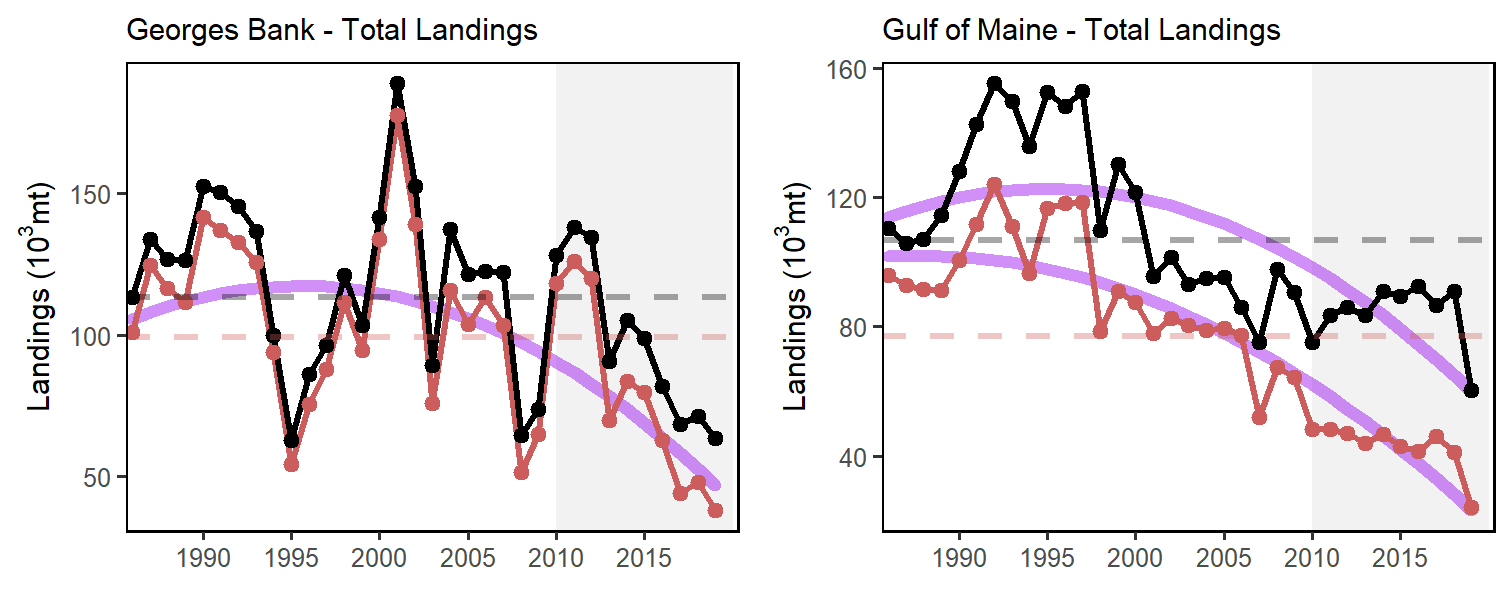 Georges Bank - Total Landings
Landings (10³mt)
150
100
50
1990 1995 2000 2005 2010 2015
Gulf of Maine - Total Landings
Landings (10³mt)
160
120
80
40
1990 1995 2000 2005 2010 2015